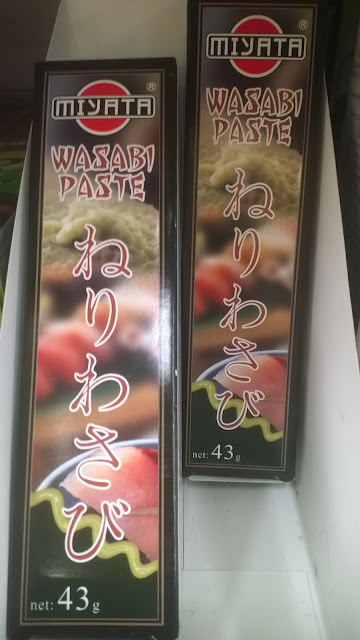 MIYATA®
WASABI
PASTE
ねりわさび
net: 43g
MIYATA®
WASABI
PASTE
ねりわさび
net: 43g